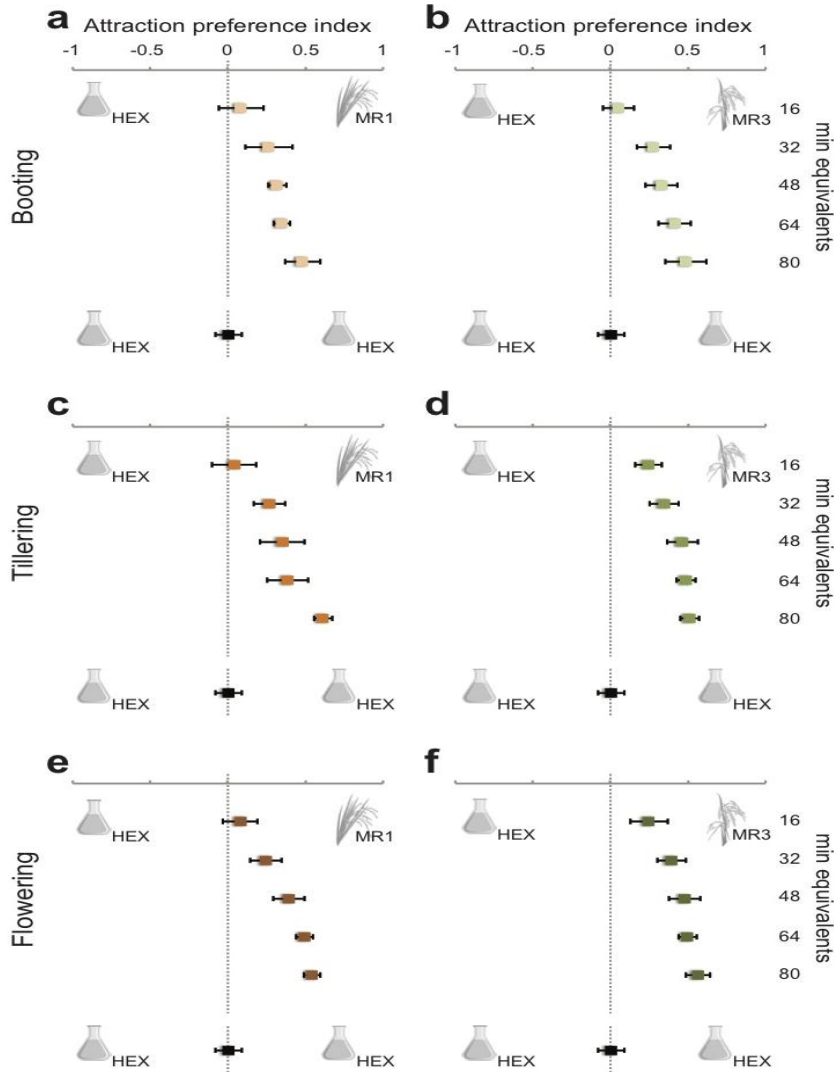 a Attraction preference index
-1 -0.5 0 0.5 1
b Attraction preference index
-1 0 0.5 1
Booting
HEX MR1
HEX MR3
16
32
48
64
80
min equivalents
HEX HEX
HEX HEX
c
d
Tillering
HEX MR1
HEX MR3
16
32
48
64
80
min equivalents
HEX HEX
HEX HEX
e
f
Flowering
HEX MR1
HEX MR3
16
32
48
64
80
min equivalents
HEX HEX
HEX HEX